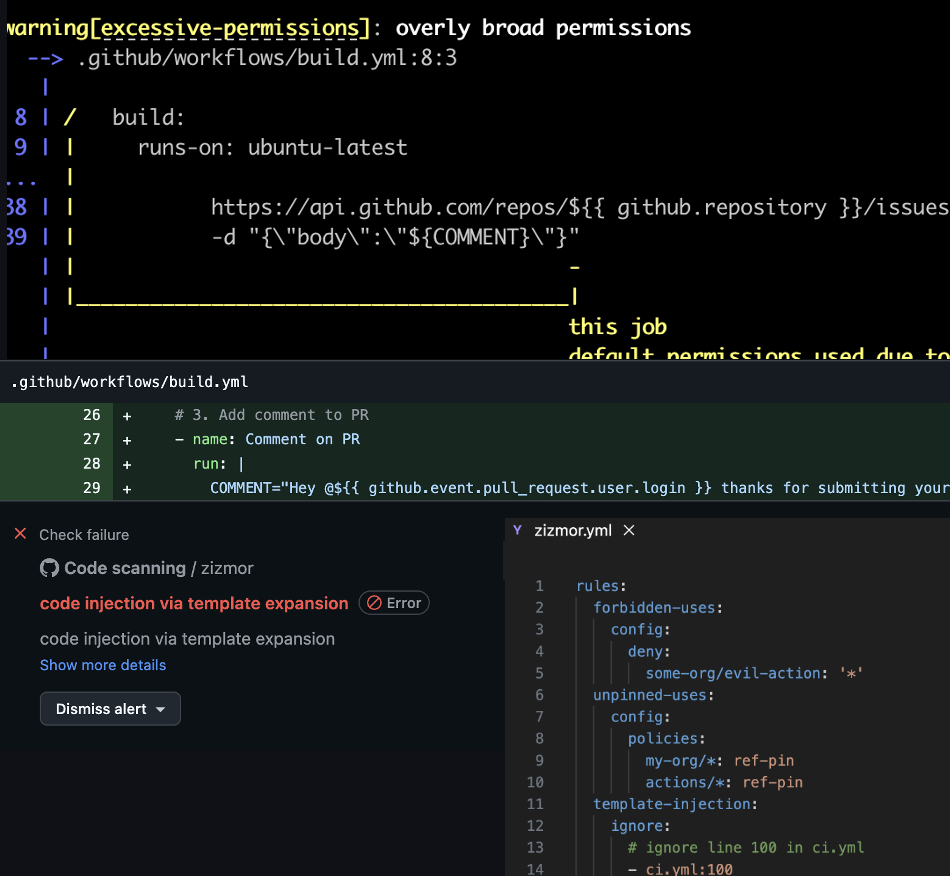 warning[excessive-permissions]: overly broad permissions
--> .github/workflows/build.yml:8:3
|
8 | / build:
9 | | runs-on: ubuntu-latest
... |
38 | | https://api.github.com/repos/${{ github.repository }}/issues
39 | | -d "{\"body\":\"${COMMENT}\"}"
| | -
| |________________________________________|
| this job
| default permissions used due to
.github/workflows/build.yml
26 + # 3. Add comment to PR
27 + - name: Comment on PR
28 + run: |
29 + COMMENT="Hey @${{ github.event.pull_request.user.login }} thanks for submitting your
Check failure
Code scanning / zizmor
code injection via template expansion Error
code injection via template expansion
Show more details
Dismiss alert
Y zizmor.yml ×
1 rules:
2 forbidden-uses:
3 config:
4 deny:
5 some-org/evil-action: '*'
6 unpinned-uses:
7 config:
8 policies:
9 my-org/*: ref-pin
10 actions/*: ref-pin
11 template-injection:
12 ignore:
13 # ignore line 100 in ci.yml
14 - ci.yml:100